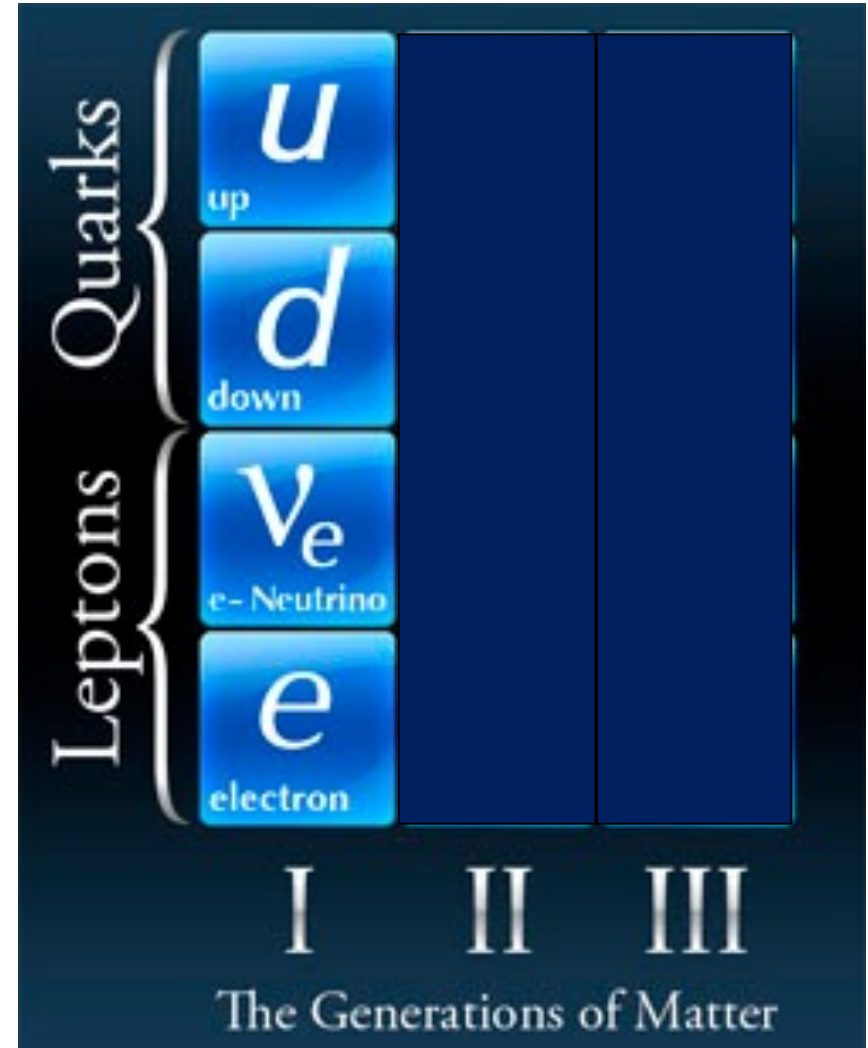 Quarks
u
up
d
down
Leptons
νe
e- Neutrino
e
electron
I II III
The Generations of Matter